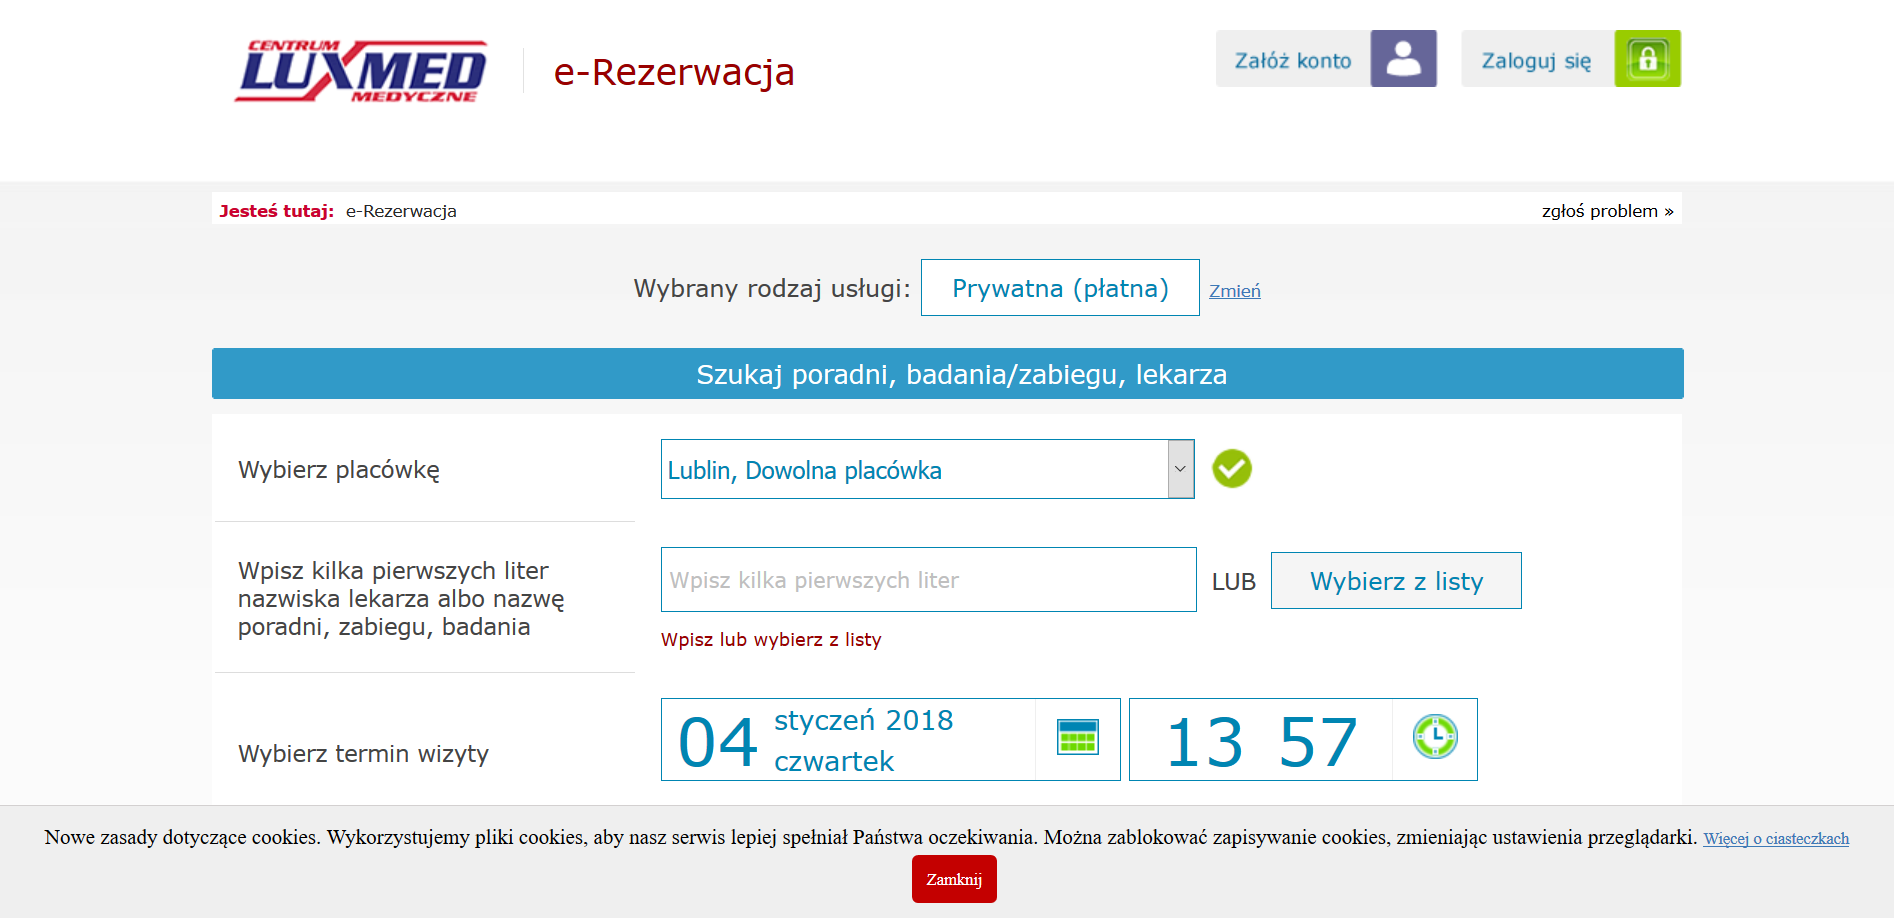 CENTRUM
LUXMED
MEDYCZNE
e-Rezerwacja
Załóż konto
Zaloguj się
Jesteś tutaj: e-Rezerwacja
zgłoś problem »
Wybrany rodzaj usługi: Prywatna (płatna) Zmień
Szukaj poradni, badania/zabiegu, lekarza
Wybierz placówkę
Lublin, Dowolna placówka
Wpisz kilka pierwszych liter
nazwiska lekarza albo nazwę
poradni, zabiegu, badania
Wpisz kilka pierwszych liter
LUB
Wybierz z listy
Wpisz lub wybierz z listy
Wybierz termin wizyty
04
styczeń 2018
czwartek
13 57
Nowe zasady dotyczące cookies. Wykorzystujemy pliki cookies, aby nasz serwis lepiej spełniał Państwa oczekiwania. Można zablokować zapisywanie cookies, zmieniając ustawienia przeglądarki. Więcej o ciasteczkach
Zamknij